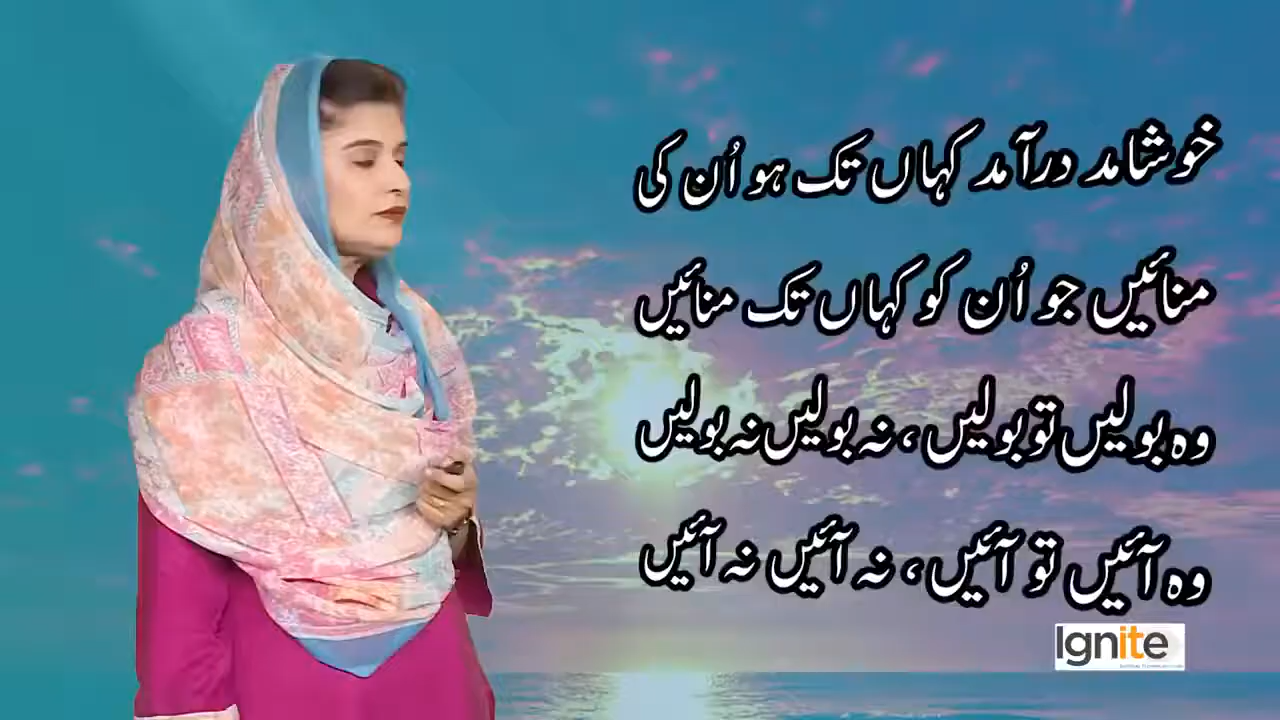 خوشامد درآمد کہاں تک ہو اُن کی
منائیں جو اُن کو کہاں تک منائیں
وہ بولیں تو بولیں، نہ بولیں نہ بولیں
وہ آئیں تو آئیں، نہ آئیں نہ آئیں
Ignite